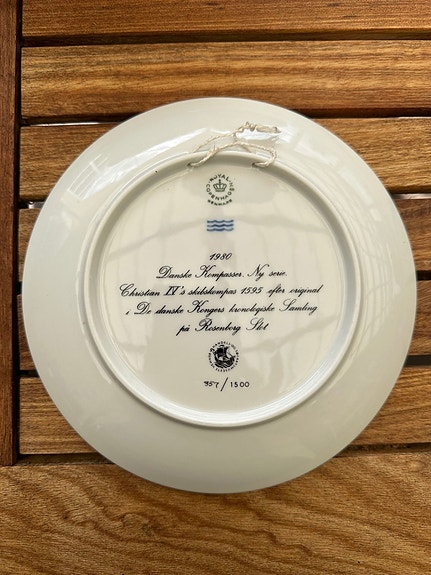 ROYAL
COPENHAGEN
DENMARK
1980
Danske Kompasser. Ny serie.
Christian IV's skibskompas 1595 efter original
i De danske Kongers kronologiske Samling
på Rosenborg Slot
357/1500